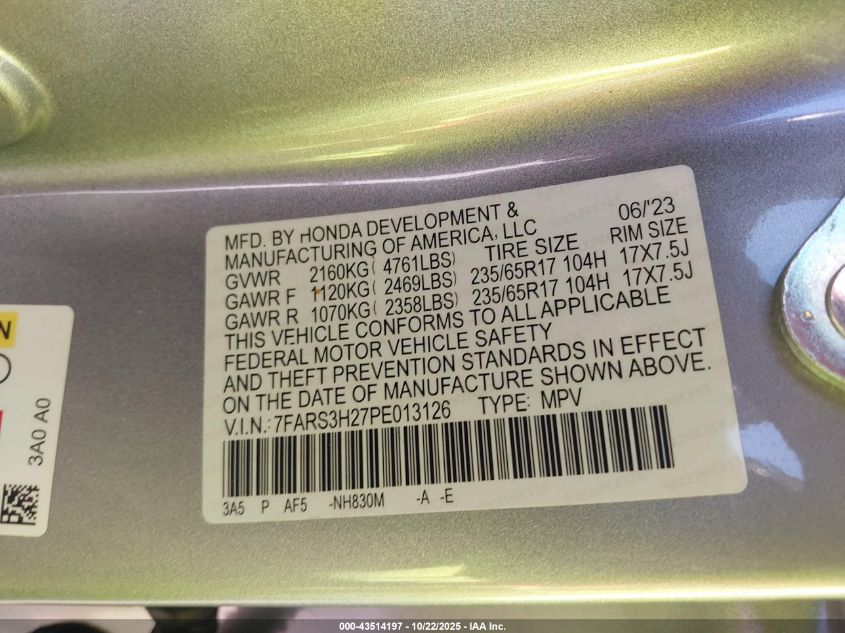 MFD. BY HONDA DEVELOPMENT & 06/'23
MANUFACTURING OF AMERICA, LLC
TIRE SIZE RIM SIZE
GVWR 2160KG( 4761LBS)
GAWR F 1120KG( 2469LBS) 235/65R17 104H 17X7.5J
GAWR R 1070KG( 2358LBS) 235/65R17 104H 17X7.5J
THIS VEHICLE CONFORMS TO ALL APPLICABLE
FEDERAL MOTOR VEHICLE SAFETY
AND THEFT PREVENTION STANDARDS IN EFFECT
ON THE DATE OF MANUFACTURE SHOWN ABOVE.
V.I.N.: 7FARS3H27PE013126 TYPE: MPV
3A5 P AF5 -NH830M -A -E
3A0 A0
000-43514197 - 10/22/2025 - IAA Inc.